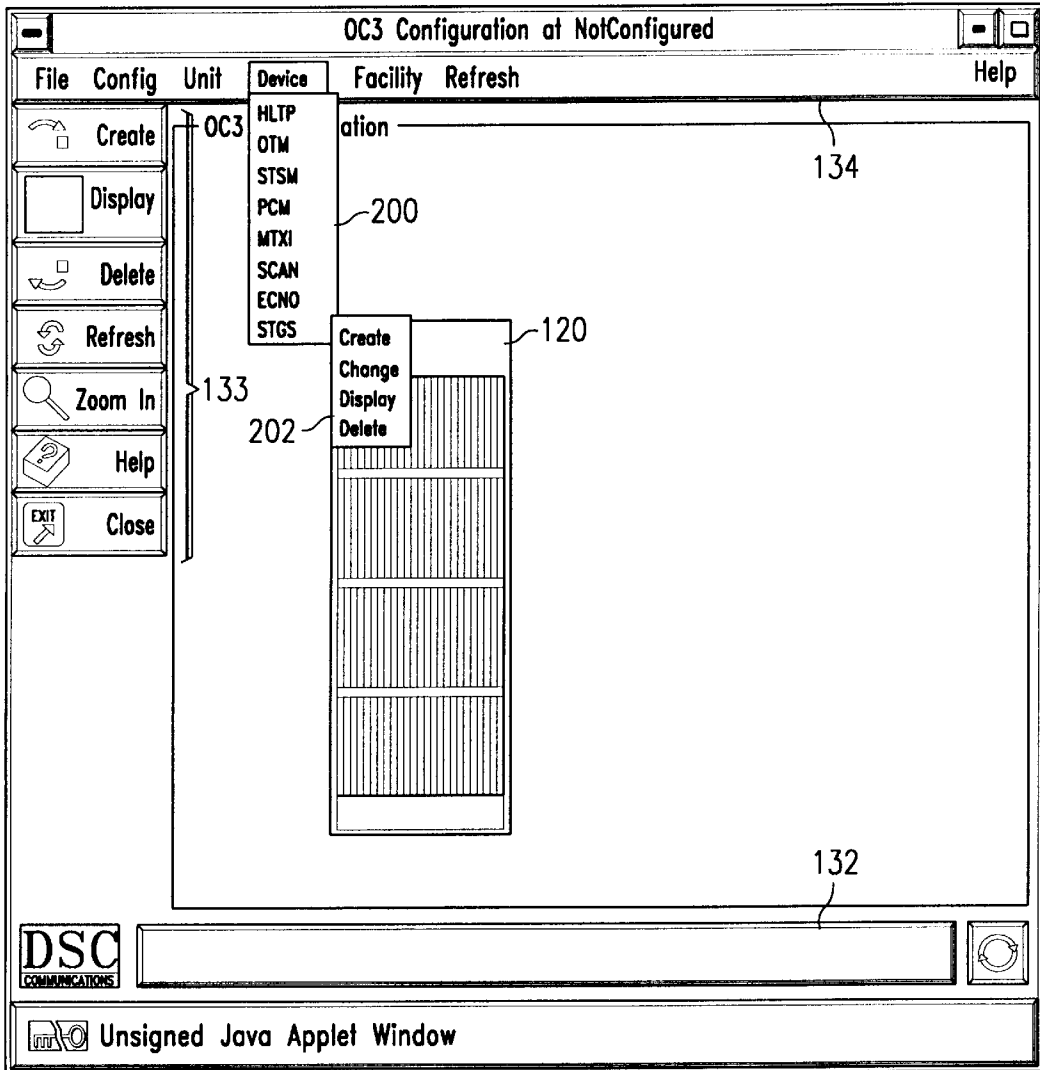 OC3 Configuration at NotConfigured
File Config Unit Device Facility Refresh Help
Create
Display
Delete
Refresh
Zoom In
? Help
EXIT Close
133
OC3 ation
134
HLTP
OTM
STSM
PCM
MTXI
SCAN
ECNO
STGS
200
Create
Change
Display
Delete
202
120
132
DSC
COMMUNICATIONS
Unsigned Java Applet Window